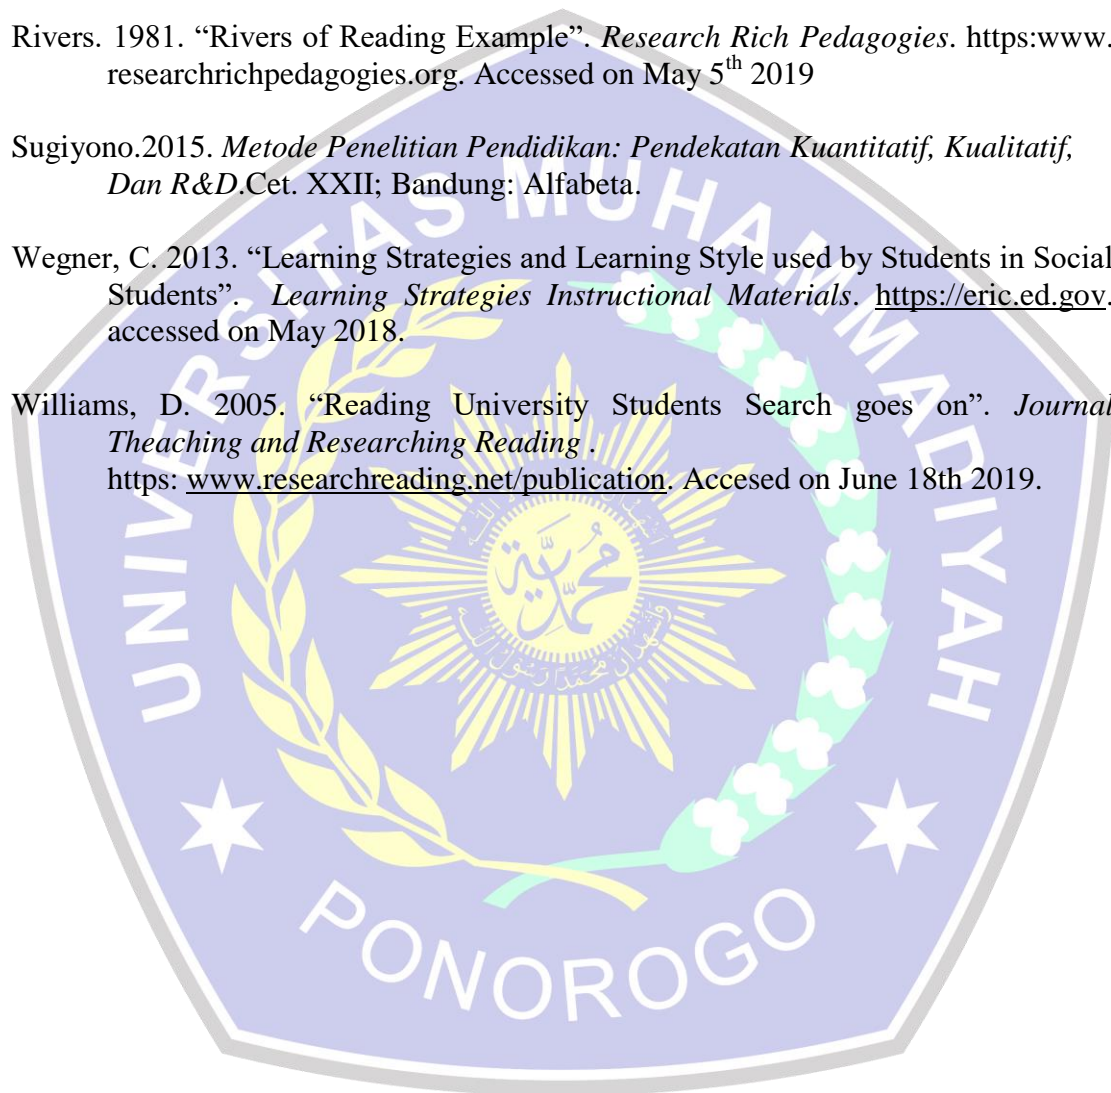 Rivers. 1981. “Rivers of Reading Example”. Research Rich Pedagogies. https:www.
researchrichpedagogies.org. Accessed on May 5th 2019
Sugiyono.2015. Metode Penelitian Pendidikan: Pendekatan Kuantitatif, Kualitatif,
Dan R&D.Cet. XXII; Bandung: Alfabeta.
Wegner, C. 2013. “Learning Strategies and Learning Style used by Students in Social
Students”. Learning Strategies Instructional Materials. https://eric.ed.gov.
accessed on May 2018.
Williams, D. 2005. “Reading University Students Search goes on”. Journal
Theaching and Researching Reading .
https: www.researchreading.net/publication. Accesed on June 18th 2019.
UNIVERSITAS MUHAMMADIYAH
محمدية
PONOROGO